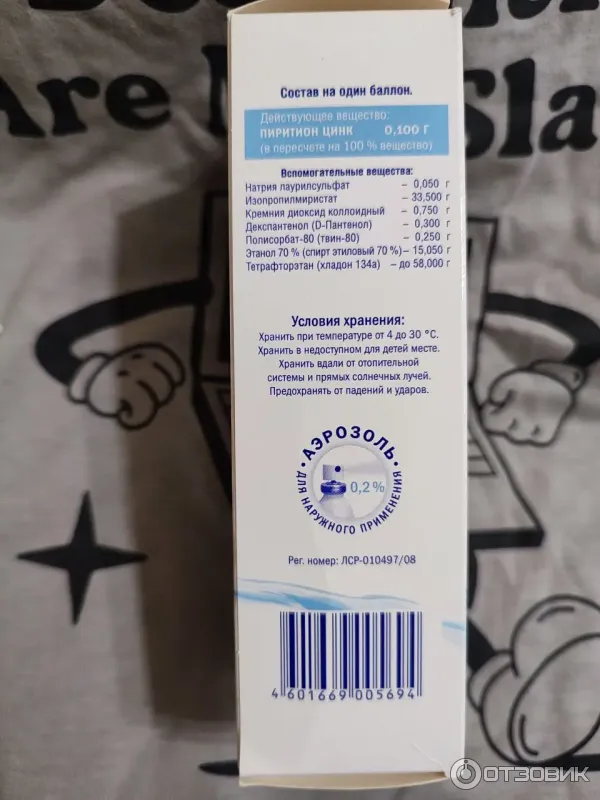 Are
Sla
Состав на один баллон.
Действующее вещество:
ПИРИТИОН ЦИНК 0,100 Г
(в пересчете на 100 % вещество)
Вспомогательные вещества:
Натрия лаурилсульфат – 0,050 г
Изопропилмиристат – 33,500 г
Кремния диоксид коллоидный – 0,750 г
Декспантенол (D-Пантенол) – 0,300 г
Полисорбат-80 (твин-80) – 0,250 г
Этанол 70 % (спирт этиловый 70 %) – 15,050 г
Тетрафторэтан (хладон 134а) – до 58,000 г
Условия хранения:
Хранить при температуре от 4 до 30 °С.
Хранить в недоступном для детей месте.
Хранить вдали от отопительной
системы и прямых солнечных лучей.
Предохранять от падений и ударов.
АЭРОЗОЛЬ
0,2%
ДЛЯ НАРУЖНОГО ПРИМЕНЕНИЯ
Рег. номер: ЛСР-010497/08
4 601669 005694
ОТЗОВИК